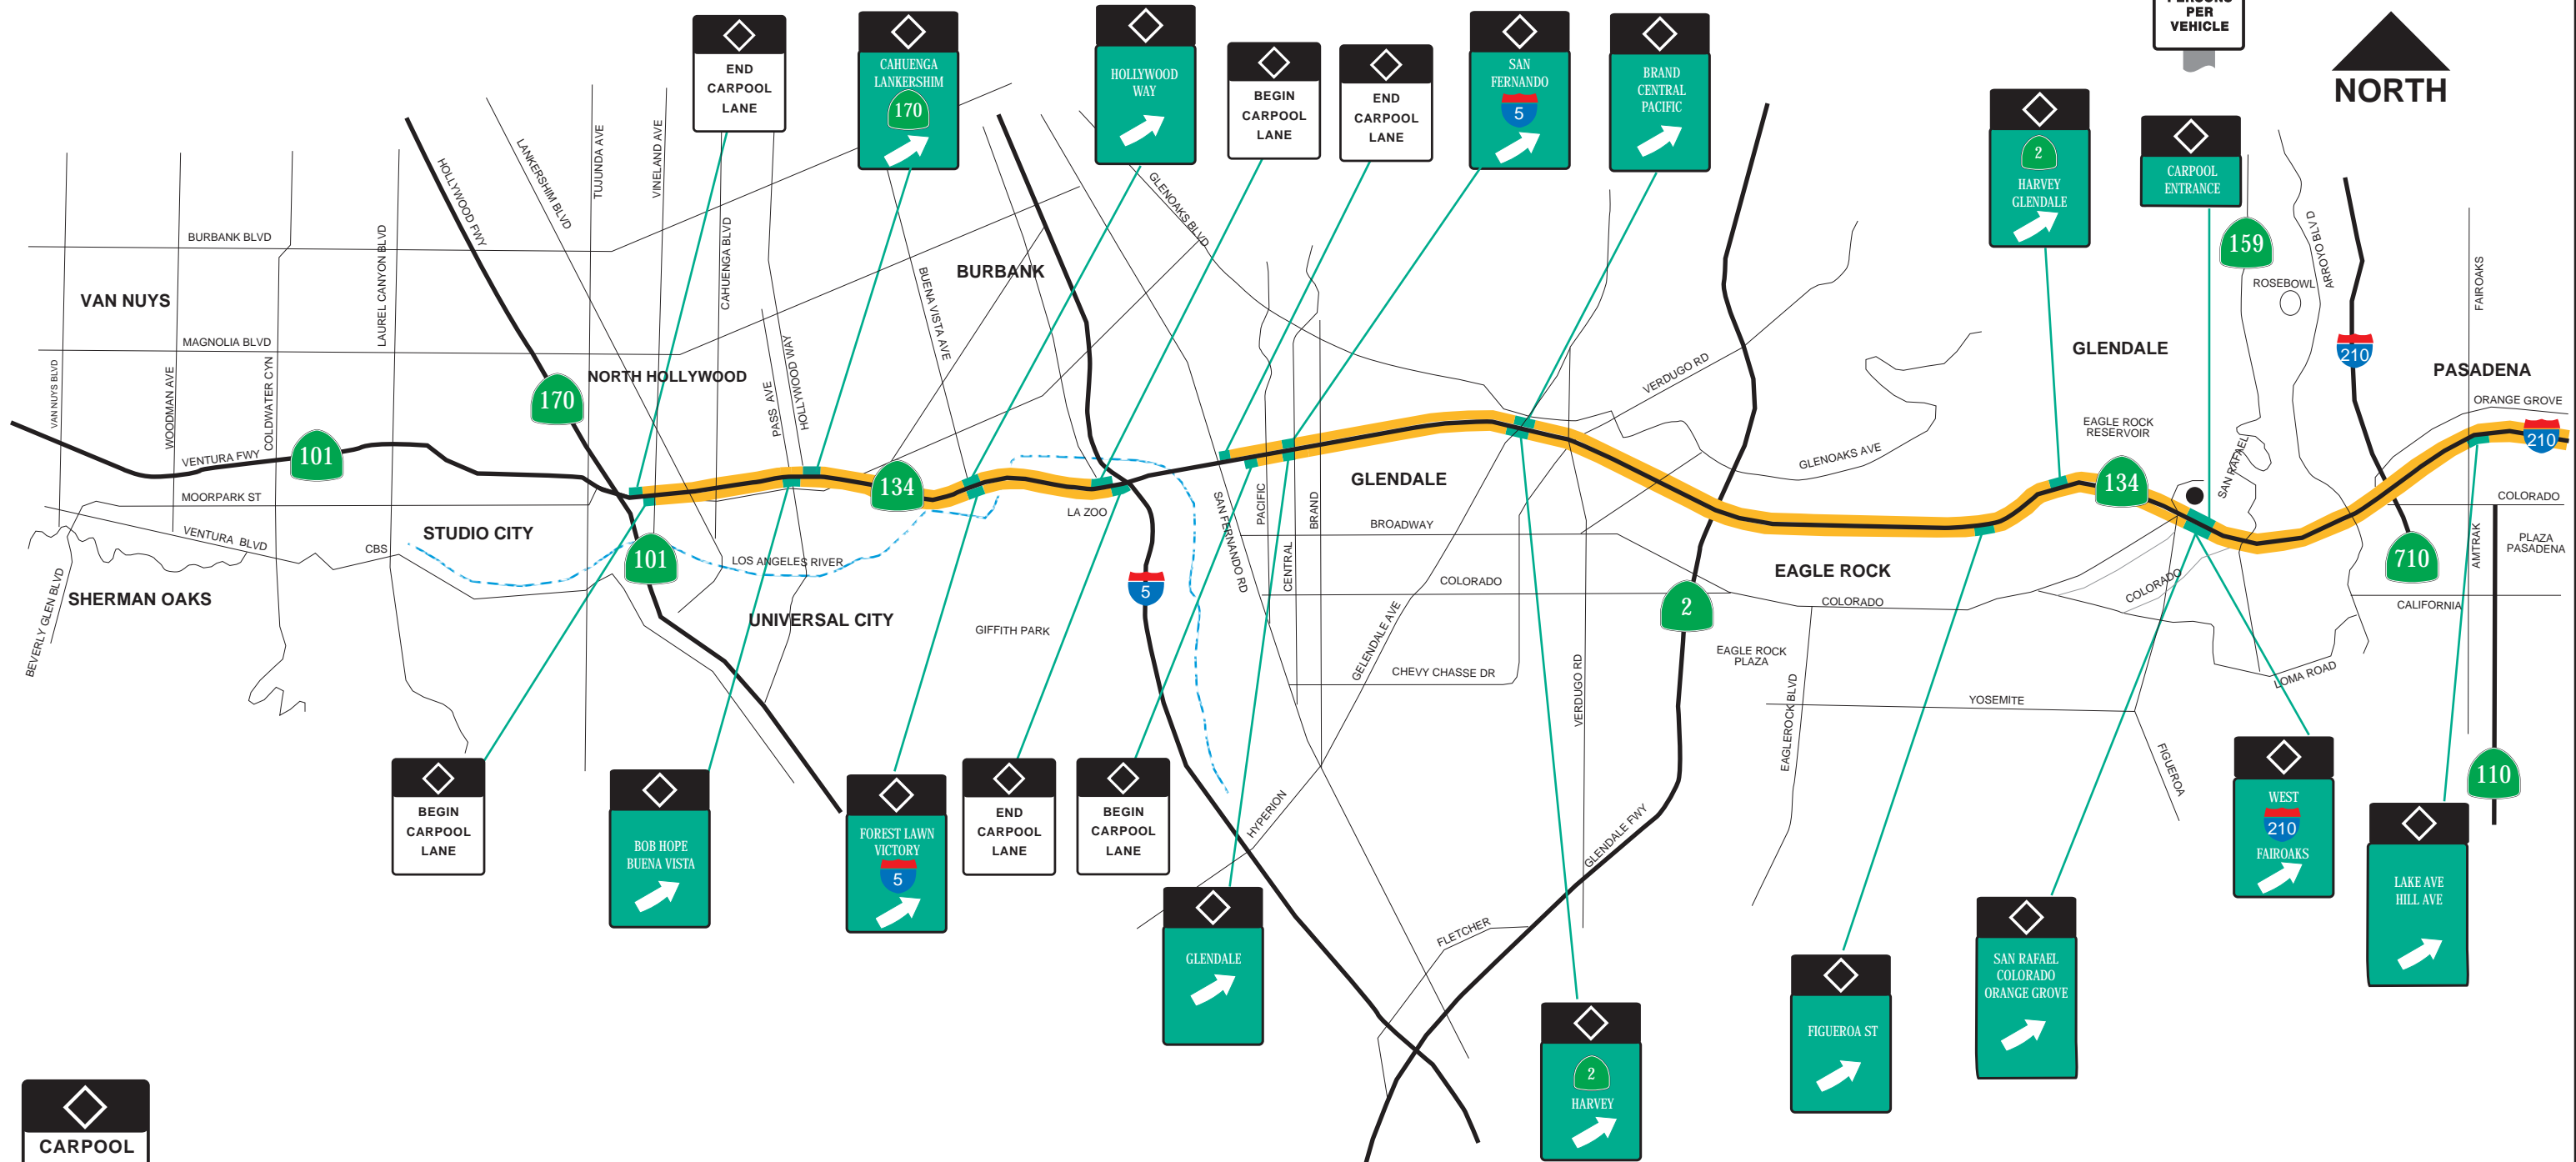 PERSONS
PER
VEHICLE
NORTH
END
CARPOOL
LANE
CAHUENGA
LANKERSHIM
170
HOLLYWOOD
WAY
BEGIN
CARPOOL
LANE
END
CARPOOL
LANE
SAN
FERNANDO
5
BRAND
CENTRAL
PACIFIC
2
HARVEY
GLENDALE
CARPOOL
ENTRANCE
159
ROSEBOWL
ARROYO BLVD
FAIROAKS
HOLLYWOOD FWY
LANKERSHIM BLVD
TUJUNDA AVE
VINELAND AVE
CAHUENGA BLVD
GLENOAKS BLVD
BURBANK BLVD
LAUREL CANYON BLVD
BURBANK
BUENA VISTA AVE
VAN NUYS
MAGNOLIA BLVD
VAN NUYS BLVD
WOODMAN AVE
COLDWATER CYN
NORTH HOLLYWOOD
170
PASS AVE
HOLLYWOOD WAY
VERDUGO RD
GLENDALE
210
PASADENA
ORANGE GROVE
VENTURA FWY
101
GLENDALE
GLENOAKS AVE
EAGLE ROCK
RESERVOIR
SAN RAFAEL
210
134
134
MOORPARK ST
LA ZOO
SAN FERNANDO RD
PACIFIC
BRAND
BROADWAY
COLORADO
STUDIO CITY
VENTURA BLVD
CBS
101
LOS ANGELES RIVER
CENTRAL
COLORADO
EAGLE ROCK
COLORADO
COLORADO
710
AMTRAK
PLAZA
PASADENA
CALIFORNIA
SHERMAN OAKS
BEVERLY GLEN BLVD
UNIVERSAL CITY
GIFFITH PARK
5
GELENDALE AVE
CHEVY CHASSE DR
VERDUGO RD
2
EAGLE ROCK
PLAZA
EAGLEROCK BLVD
YOSEMITE
FIGUEROA
LOMA ROAD
110
HYPERION
GLENDALE FWY
FLETCHER
BEGIN
CARPOOL
LANE
BOB HOPE
BUENA VISTA
FOREST LAWN
VICTORY
5
END
CARPOOL
LANE
BEGIN
CARPOOL
LANE
GLENDALE
2
HARVEY
FIGUEROA ST
SAN RAFAEL
COLORADO
ORANGE GROVE
WEST
210
FAIROAKS
LAKE AVE
HILL AVE
CARPOOL